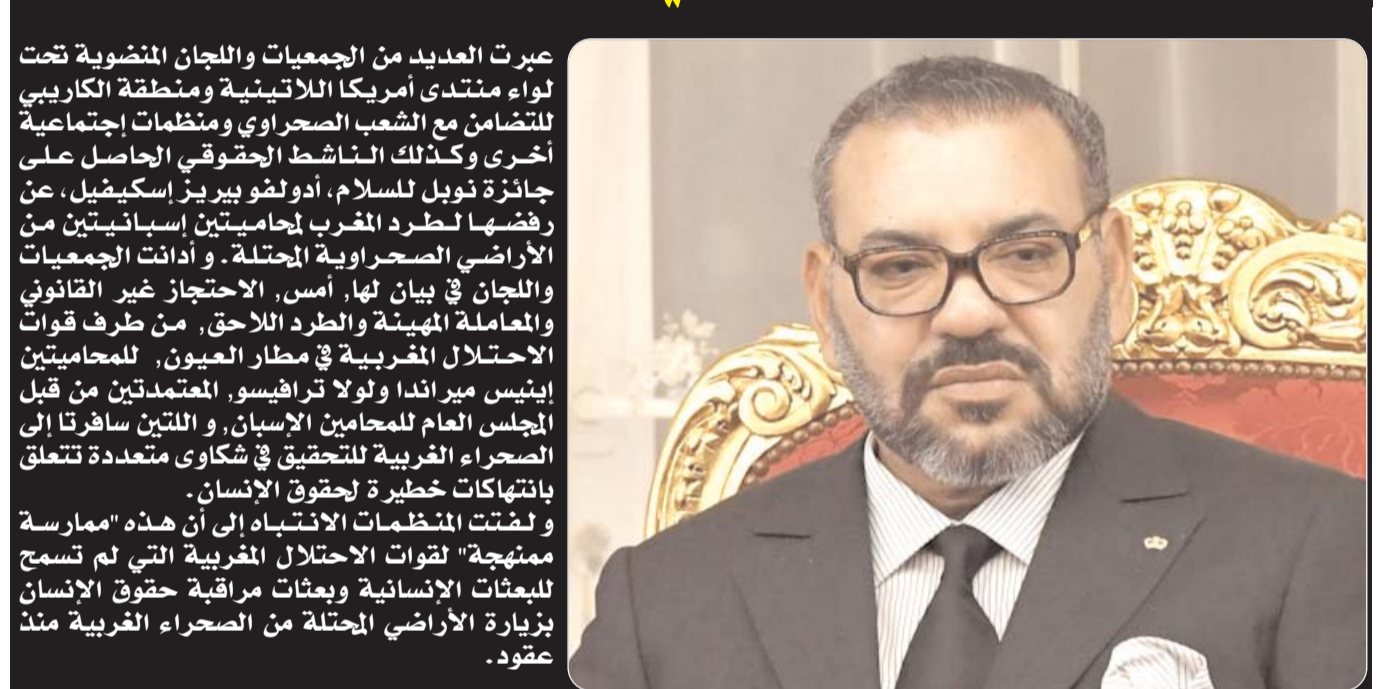 عبرت العديد من الجمعيات واللجان المنضوية تحت
لواء منتدى أمريكا اللاتينية ومنطقة الكاريبي
للتضامن مع الشعب الصحراوي ومنظمات إجتماعية
أخرى وكذلك الناشط الحقوقي الحاصل على
جائزة نوبل للسلام، أدولفو بيريز إسكيفيل، عن
رفضها لطرد المغرب لمحاميتين إسبانيتين من
الأراضي الصحراوية المحتلة. و أدانت الجمعيات
واللجان في بيان لها, أمس, الاحتجاز غير القانوني
والمعاملة المهينة والطرد اللاحق, من طرف قوات
الاحتلال المغربية في مطار العيون, للمحاميتين
إينيس ميراندا ولولا ترافيسو, المعتمدتين من قبل
المجلس العام للمحامين الإسبان, و اللتين سافرتا إلى
الصحراء الغربية للتحقيق في شكاوى متعددة تتعلق
بانتهاكات خطيرة لحقوق الإنسان.
و لفتت المنظمات الانتباه إلى أن هذه "ممارسة
ممنهجة" لقوات الاحتلال المغربية التي لم تسمح
للبعثات الإنسانية وبعثات مراقبة حقوق الإنسان
بزيارة الأراضي المحتلة من الصحراء الغربية منذ
عقود.